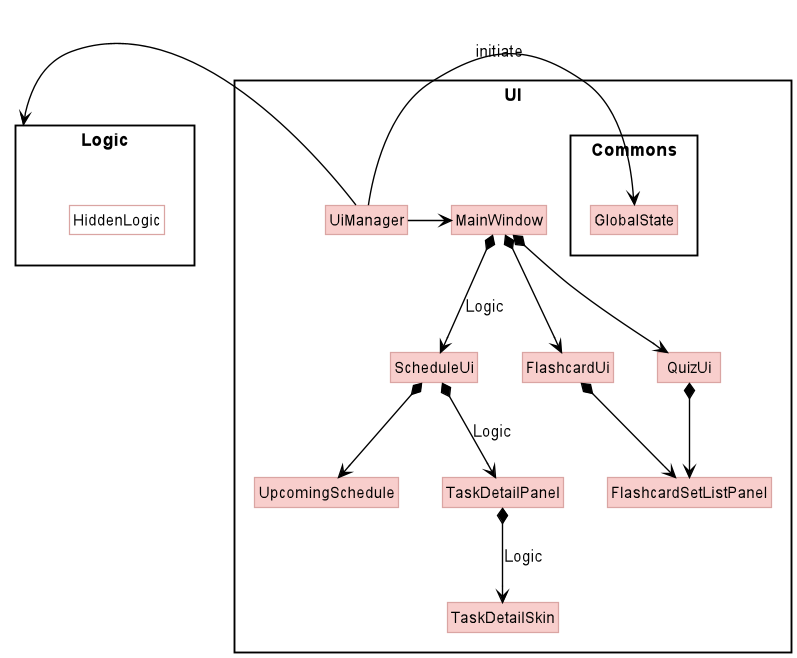 initiate
UI
Logic
Commons
HiddenLogic
UiManager
MainWindow
GlobalState
Logic
ScheduleUi
FlashcardUi
QuizUi
Logic
UpcomingSchedule
TaskDetailPanel
FlashcardSetListPanel
Logic
TaskDetailSkin